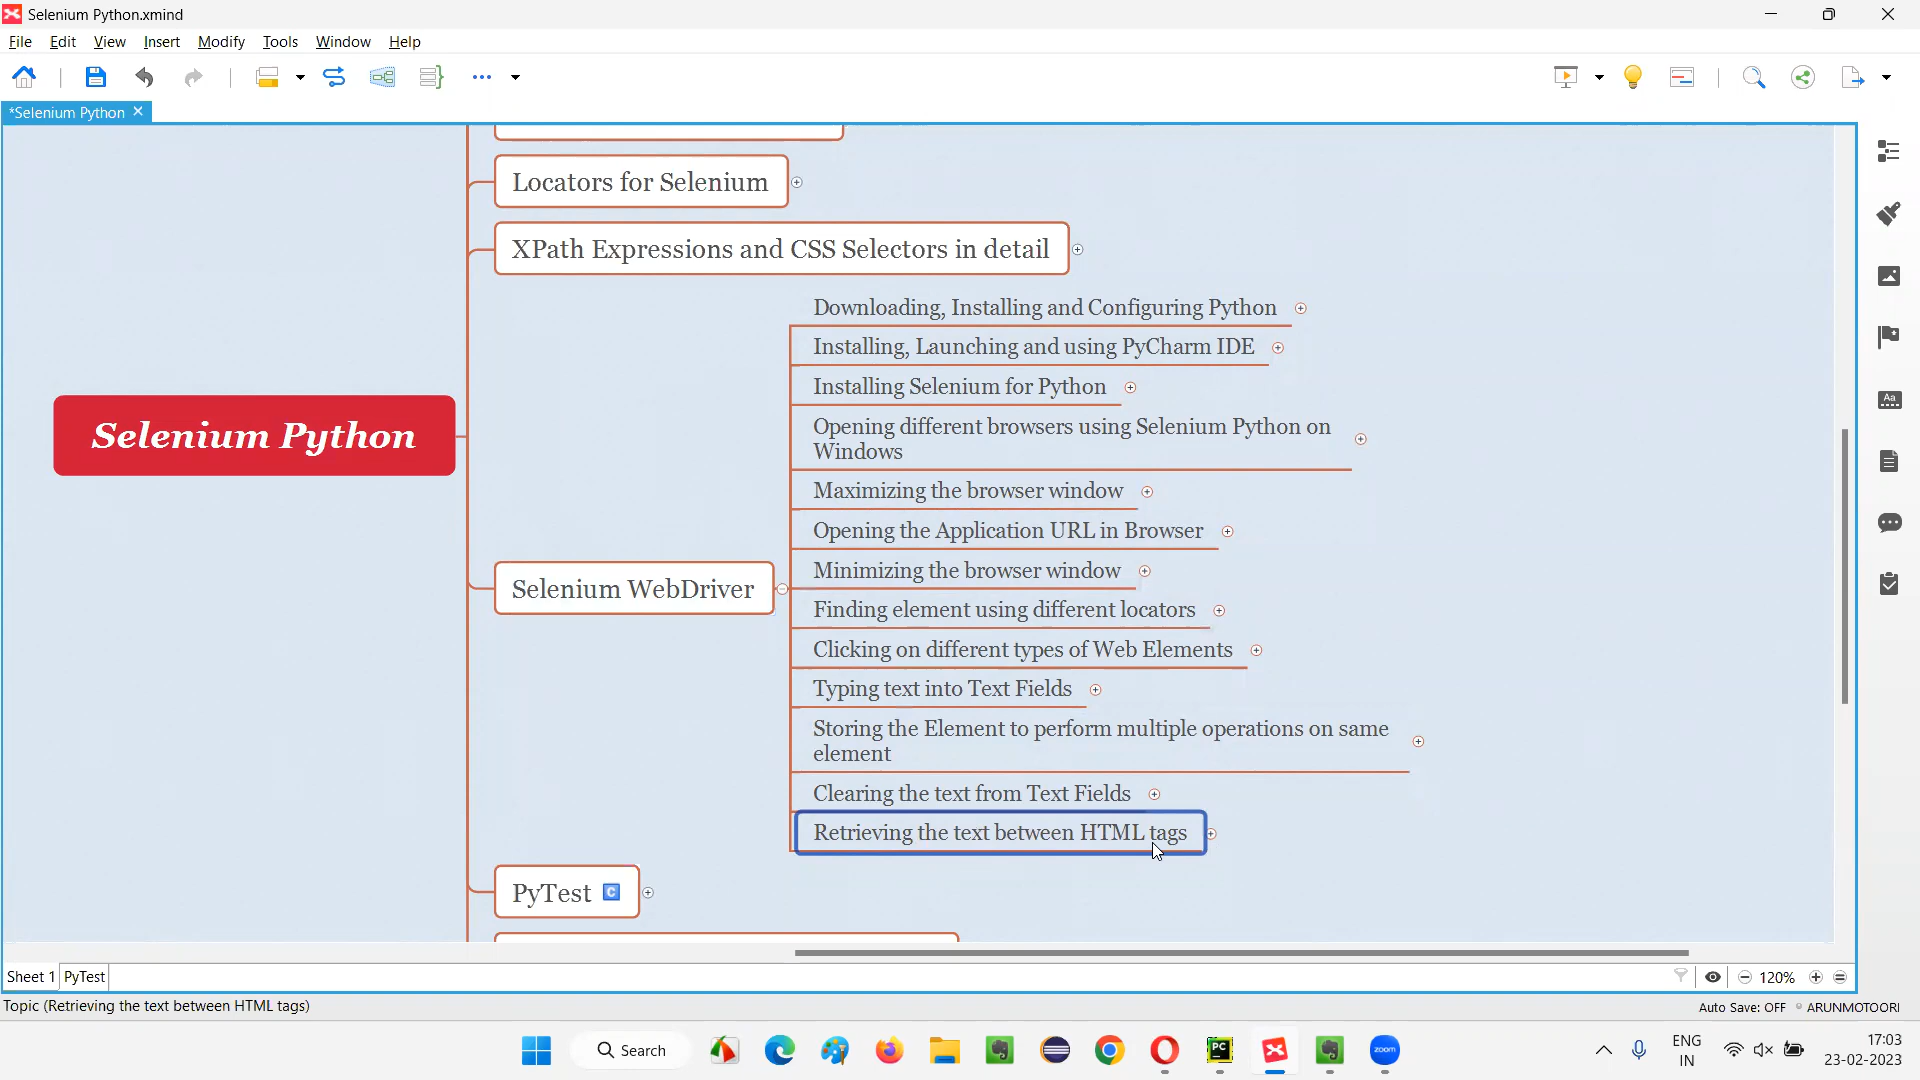 Selenium Python.xmind
File Edit View Insert Modify Tools Window Help
*Selenium Python
Locators for Selenium
XPath Expressions and CSS Selectors in detail
Downloading, Installing and Configuring Python
Installing, Launching and using PyCharm IDE
Installing Selenium for Python
Opening different browsers using Selenium Python on
Windows
Selenium Python
Maximizing the browser window
Opening the Application URL in Browser
Minimizing the browser window
Selenium WebDriver
Finding element using different locators
Clicking on different types of Web Elements
Typing text into Text Fields
Storing the Element to perform multiple operations on same
element
Clearing the text from Text Fields
Retrieving the text between HTML tags
PyTest C
Aa
Sheet 1 PyTest
120%
Topic (Retrieving the text between HTML tags)
Auto Save: OFF ARUNMOTOORI
Search
PC
zoom
ENG
IN
17:03
23-02-2023